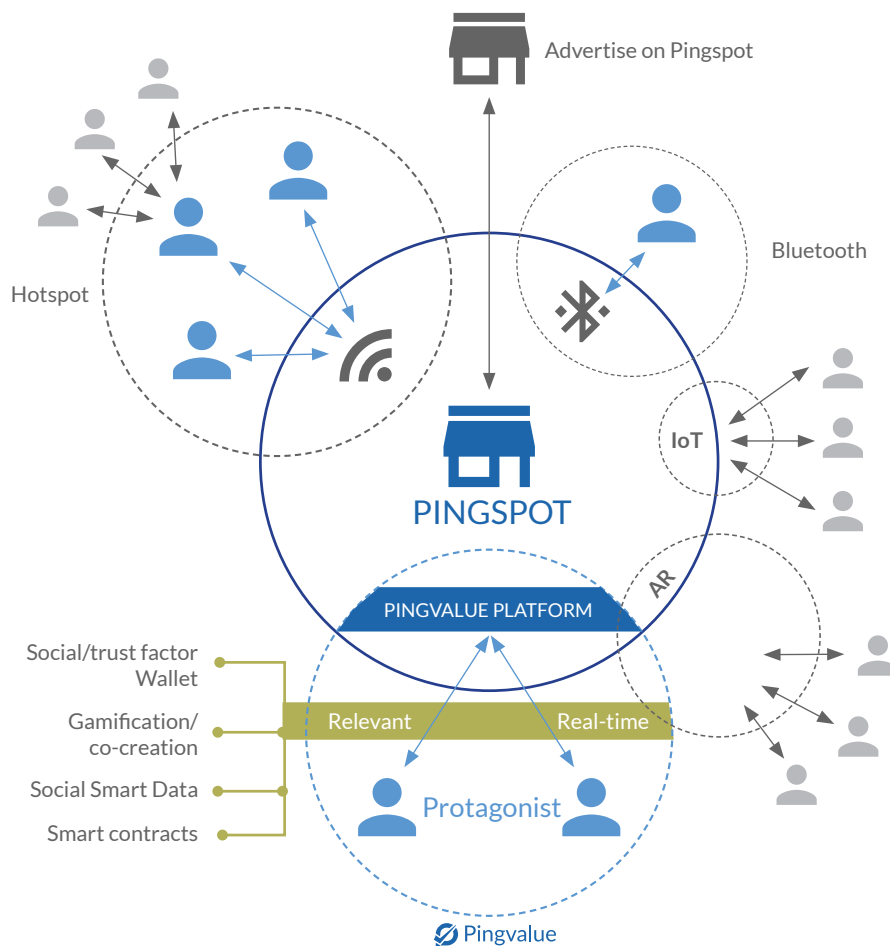 Advertise on Pingspot
Hotspot
Bluetooth
IoT
PINGSPOT
AR
PINGVALUE PLATFORM
Social/trust factor
Wallet
Relevant
Real-time
Gamification/
co-creation
Social Smart Data
Protagonist
Smart contracts
Pingvalue